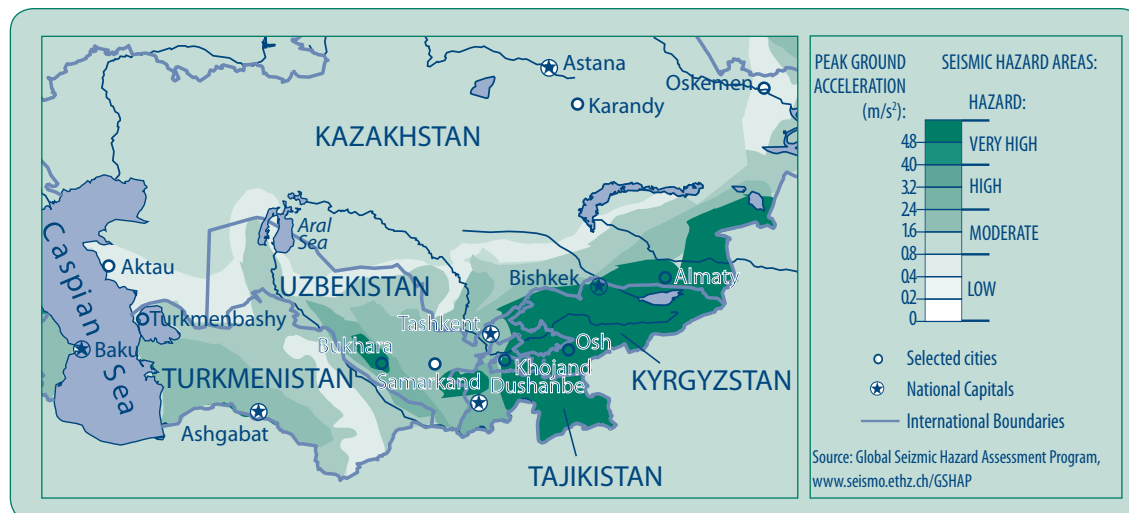 Astana
Oskemen
Karandy
KAZAKHSTAN
Aral
Sea
Caspian Sea
Aktau
UZBEKISTAN
Bishkek
Almaty
Turkmenbashy
Tashkent
Baku
Bukhara
Osh
Khojand
TURKMENISTAN
Samarkand
Dushanbe
KYRGYZSTAN
Ashgabat
TAJIKISTAN
PEAK GROUND
ACCELERATION
(m/s²):
SEISMIC HAZARD AREAS:
HAZARD:
4.8
VERY HIGH
4.0
3.2
HIGH
2.4
1.6
MODERATE
0.8
0.4
LOW
0.2
0
Selected cities
National Capitals
International Boundaries
Source: Global Seizmic Hazard Assessment Program,
www.seismo.ethz.ch/GSHAP